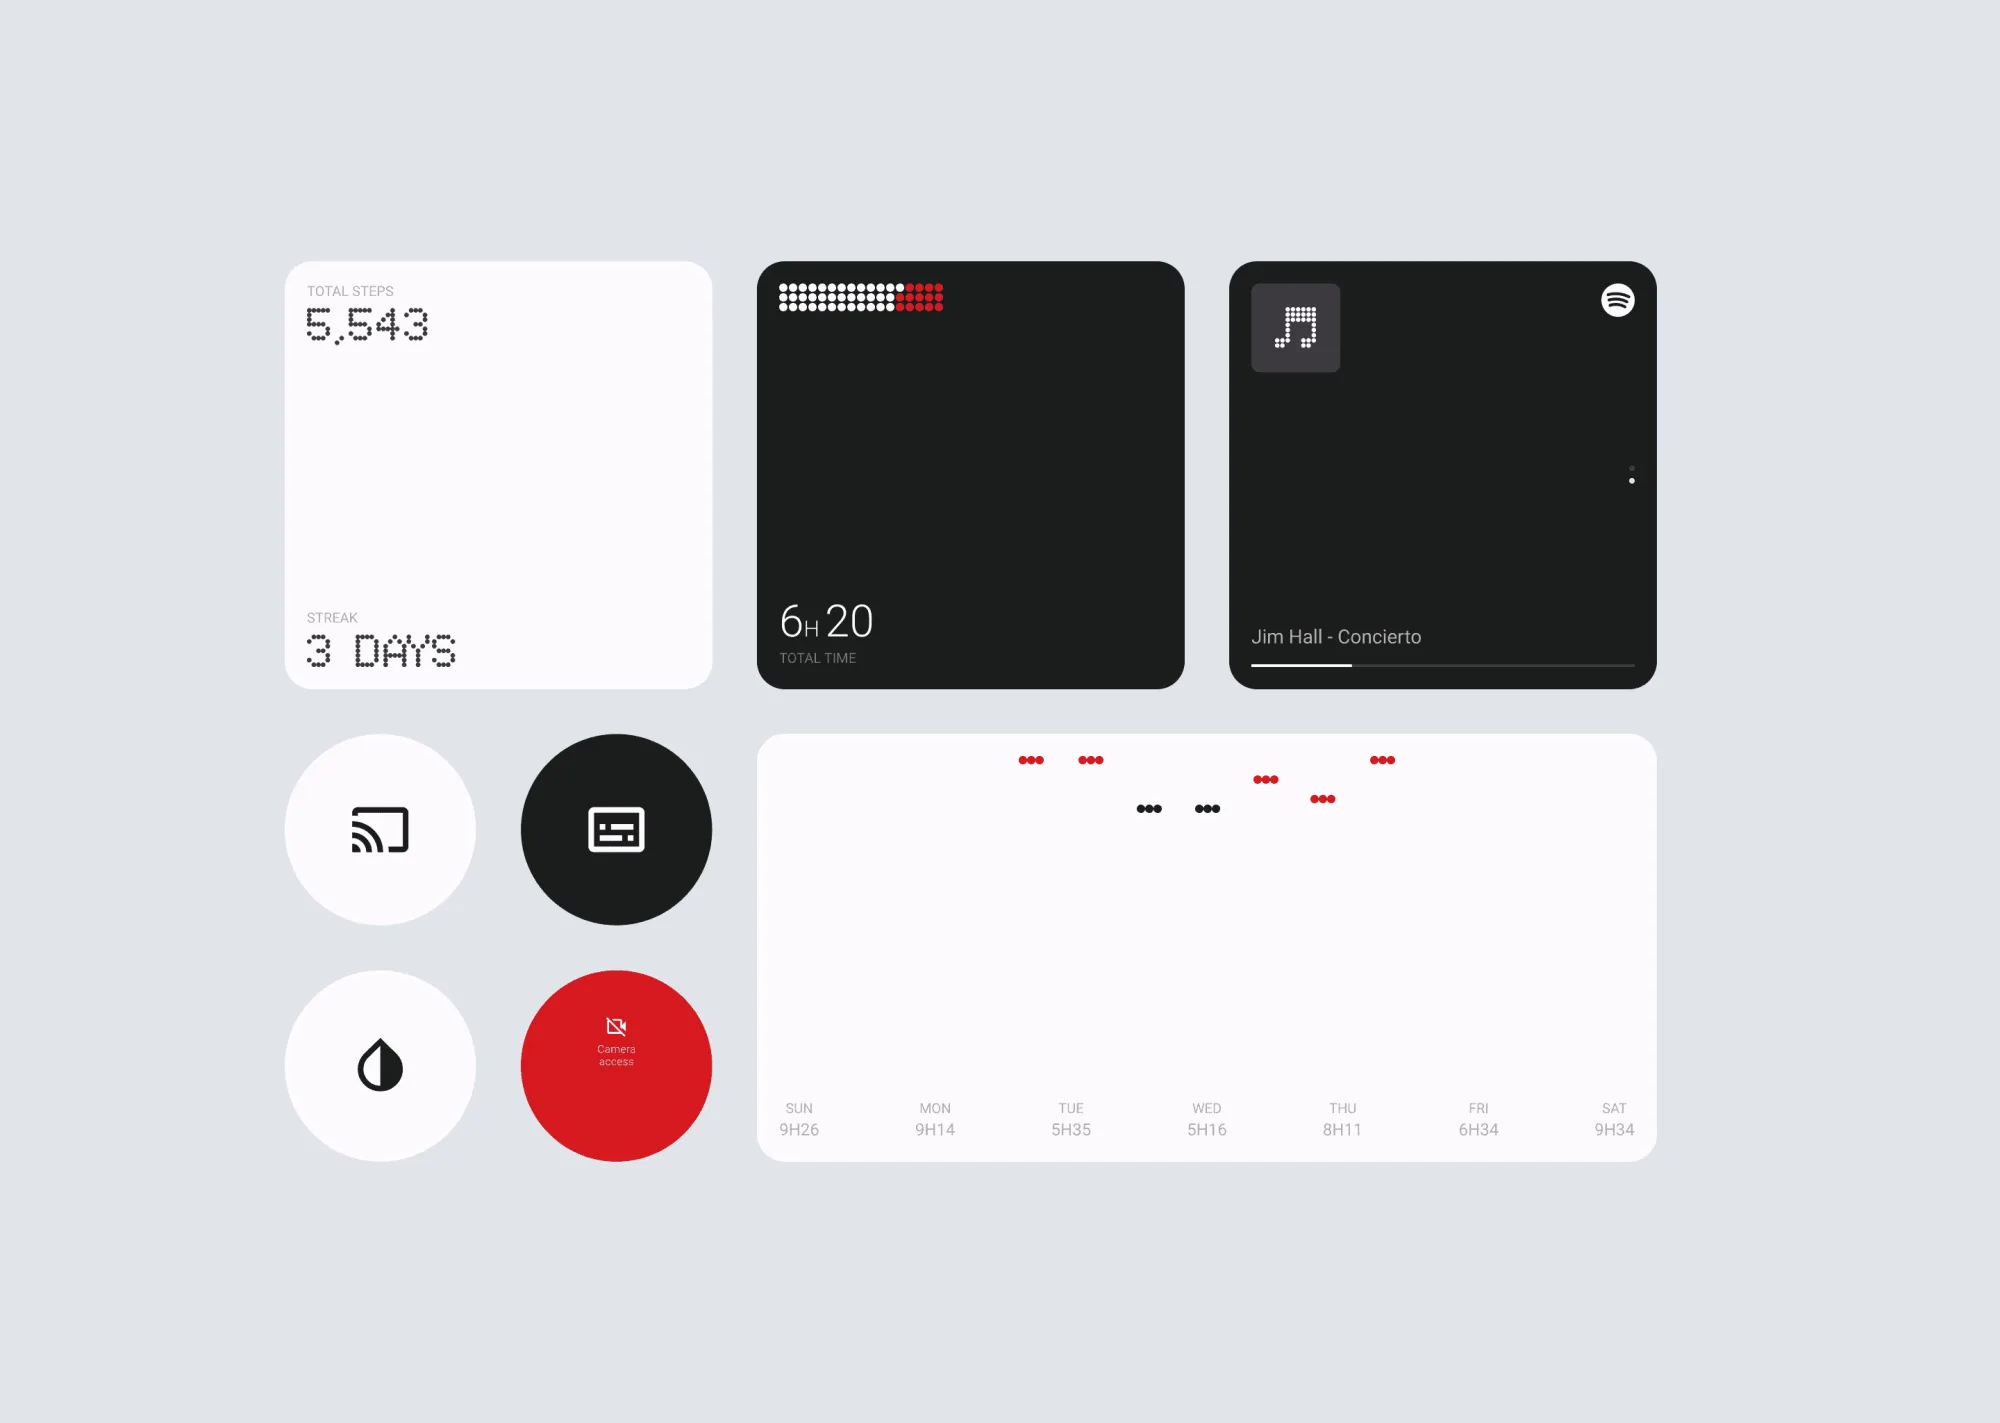 TOTAL STEPS
5,543
STREAK
3 DAYS
6H 20
TOTAL TIME
Jim Hall - Concierto
Camera
access
SUN MON TUE WED THU FRI SAT
9H26 9H14 5H35 5H16 8H11 6H34 9H34